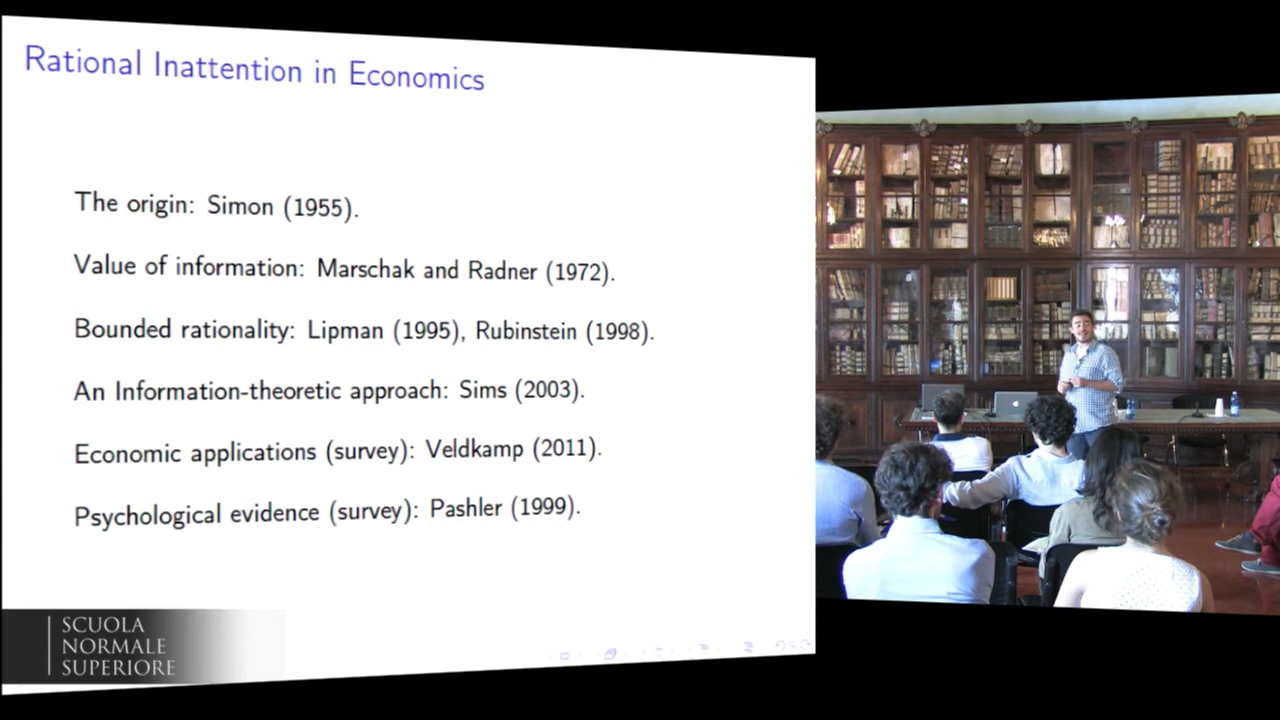 Rational Inattention in Economics
The origin: Simon (1955).
Value of information: Marschak and Radner (1972).
Bounded rationality: Lipman (1995), Rubinstein (1998).
An Information-theoretic approach: Sims (2003).
Economic applications (survey): Veldkamp (2011).
Psychological evidence (survey): Pashler (1999).
SCUOLA
NORMALE
SUPERIORE